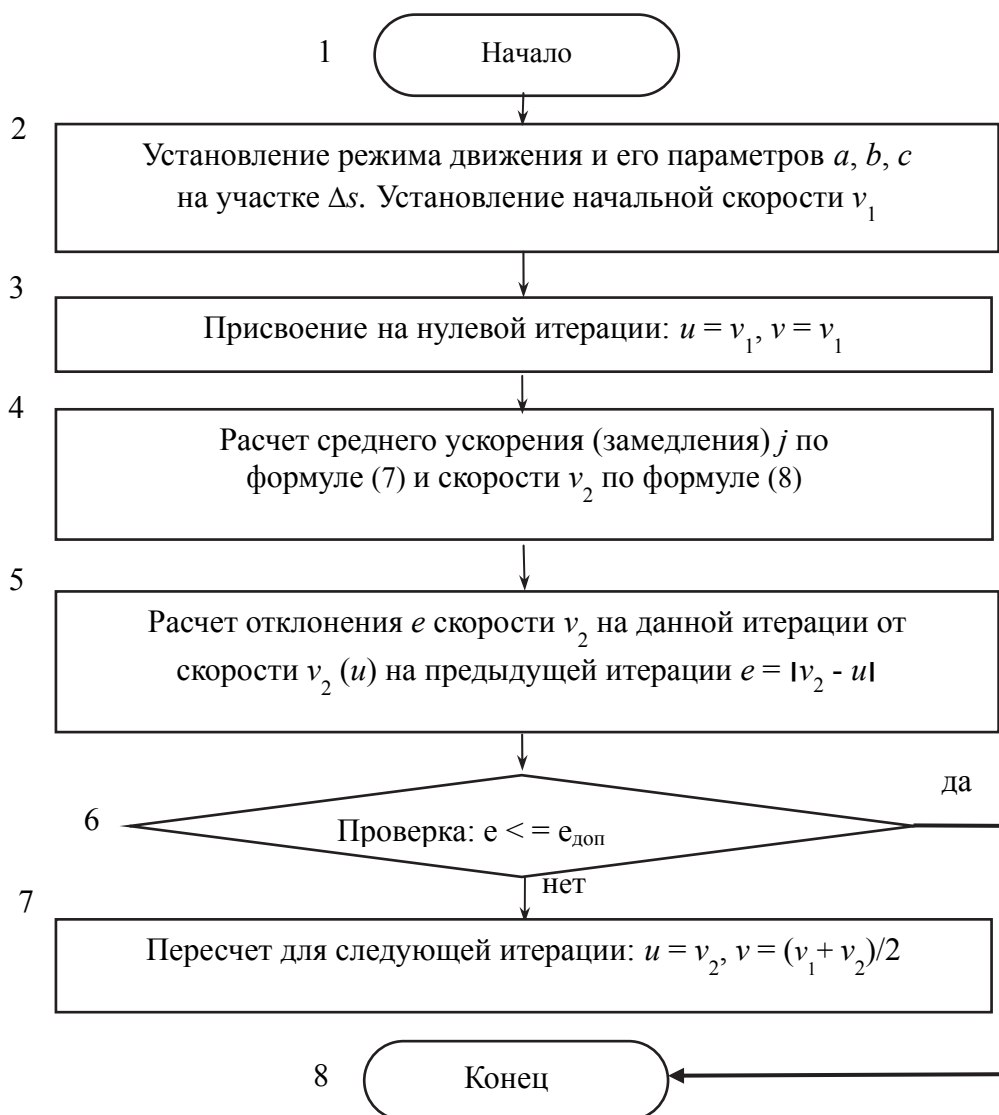 1
Начало
2
Установление режима движения и его параметров a, b, c
на участке Δs. Установление начальной скорости v₁
3
Присвоение на нулевой итерации: u = v₁, v = v₁
4
Расчет среднего ускорения (замедления) j по
формуле (7) и скорости v₂ по формуле (8)
5
Расчет отклонения e скорости v₂ на данной итерации от
скорости v₂ (u) на предыдущей итерации e = |v₂ - u|
6
Проверка: e < = eдоп
да
нет
7
Пересчет для следующей итерации: u = v₂, v = (v₁+ v₂)/2
8
Конец